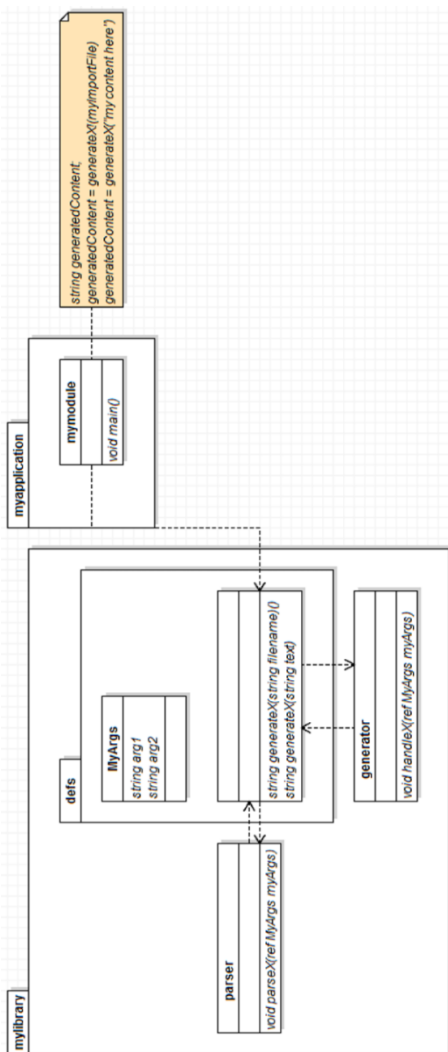 mylibrary
defs
MyArgs
string arg1
string arg2
string generateX(string filename)()
string generateX(string text)
parser
void parseX(ref MyArgs myArgs)
generator
void handleX(ref MyArgs myArgs)
myapplication
mymodule
void main()
string generatedContent;
generatedContent = generateX!(myImportFile)
generatedContent = generateX("my content here")